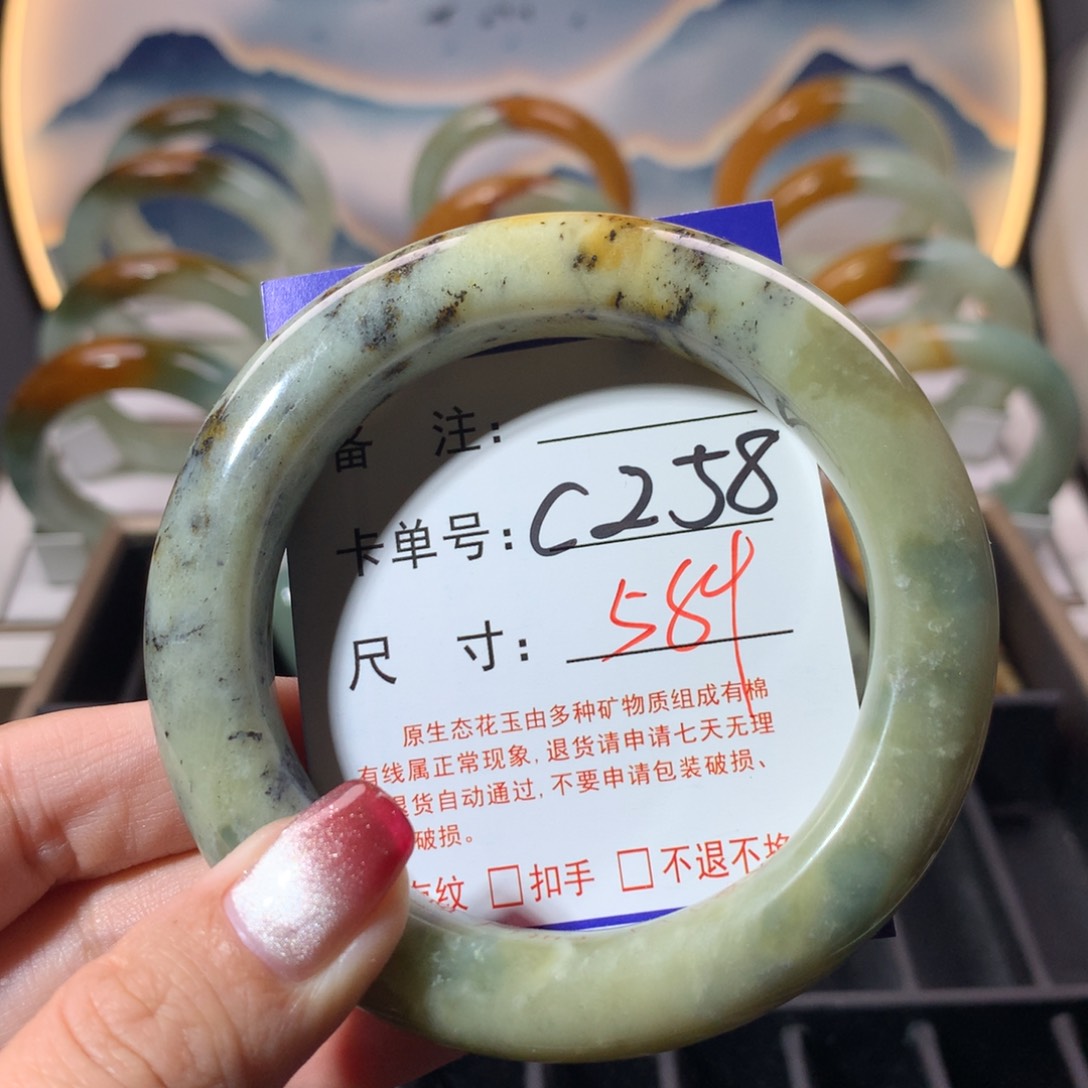 备 注:
卡单号: C258
尺 寸: 584
原生态花玉由多种矿物质组成有棉
有线属正常现象, 退货请申请七天无理
退货自动通过, 不要申请包装破损、
破损。
纹 □扣手 □不退不换